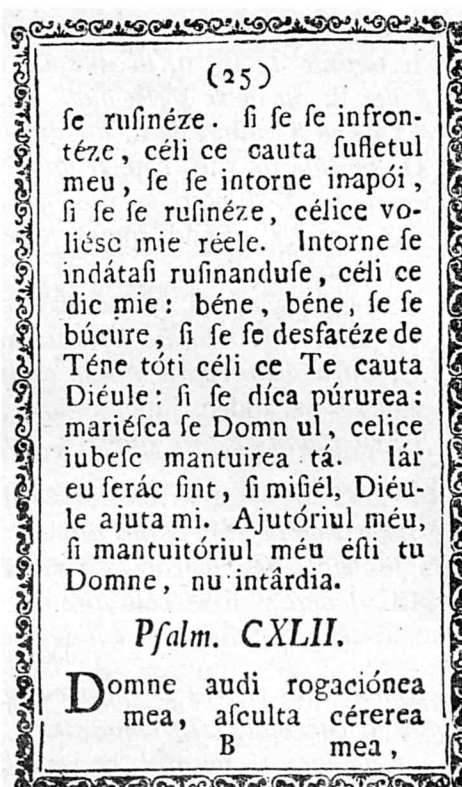 (25)
ſe ruſinéze. ſi ſe ſe infron-
téze, céli ce cauta ſufletul
meu, ſe ſe intorne inapói,
ſi ſe ſe ruſinéze, célice vo-
liésc mie réele. Intorne ſe
indátaſi ruſinanduſe, céli ce
dic mie: béne, béne, ſe ſe
búcure, ſi ſe ſe desfatéze de
Téne tóti céli ce Te cauta
Diéule: ſi ſe díca púrurea:
mariéſca ſe Domn ul, celice
iubeſc mantuirea tá. Iár
eu ſerác ſint, ſi miſiél, Diéu-
le ajuta mi. Ajutóriul méu,
ſi mantuitóriul méu eſti tu
Domne, nu intârdia.
Pſalm. CXLII.
Domne audi rogaciónea
mea, aſculta cérerea
B mea,